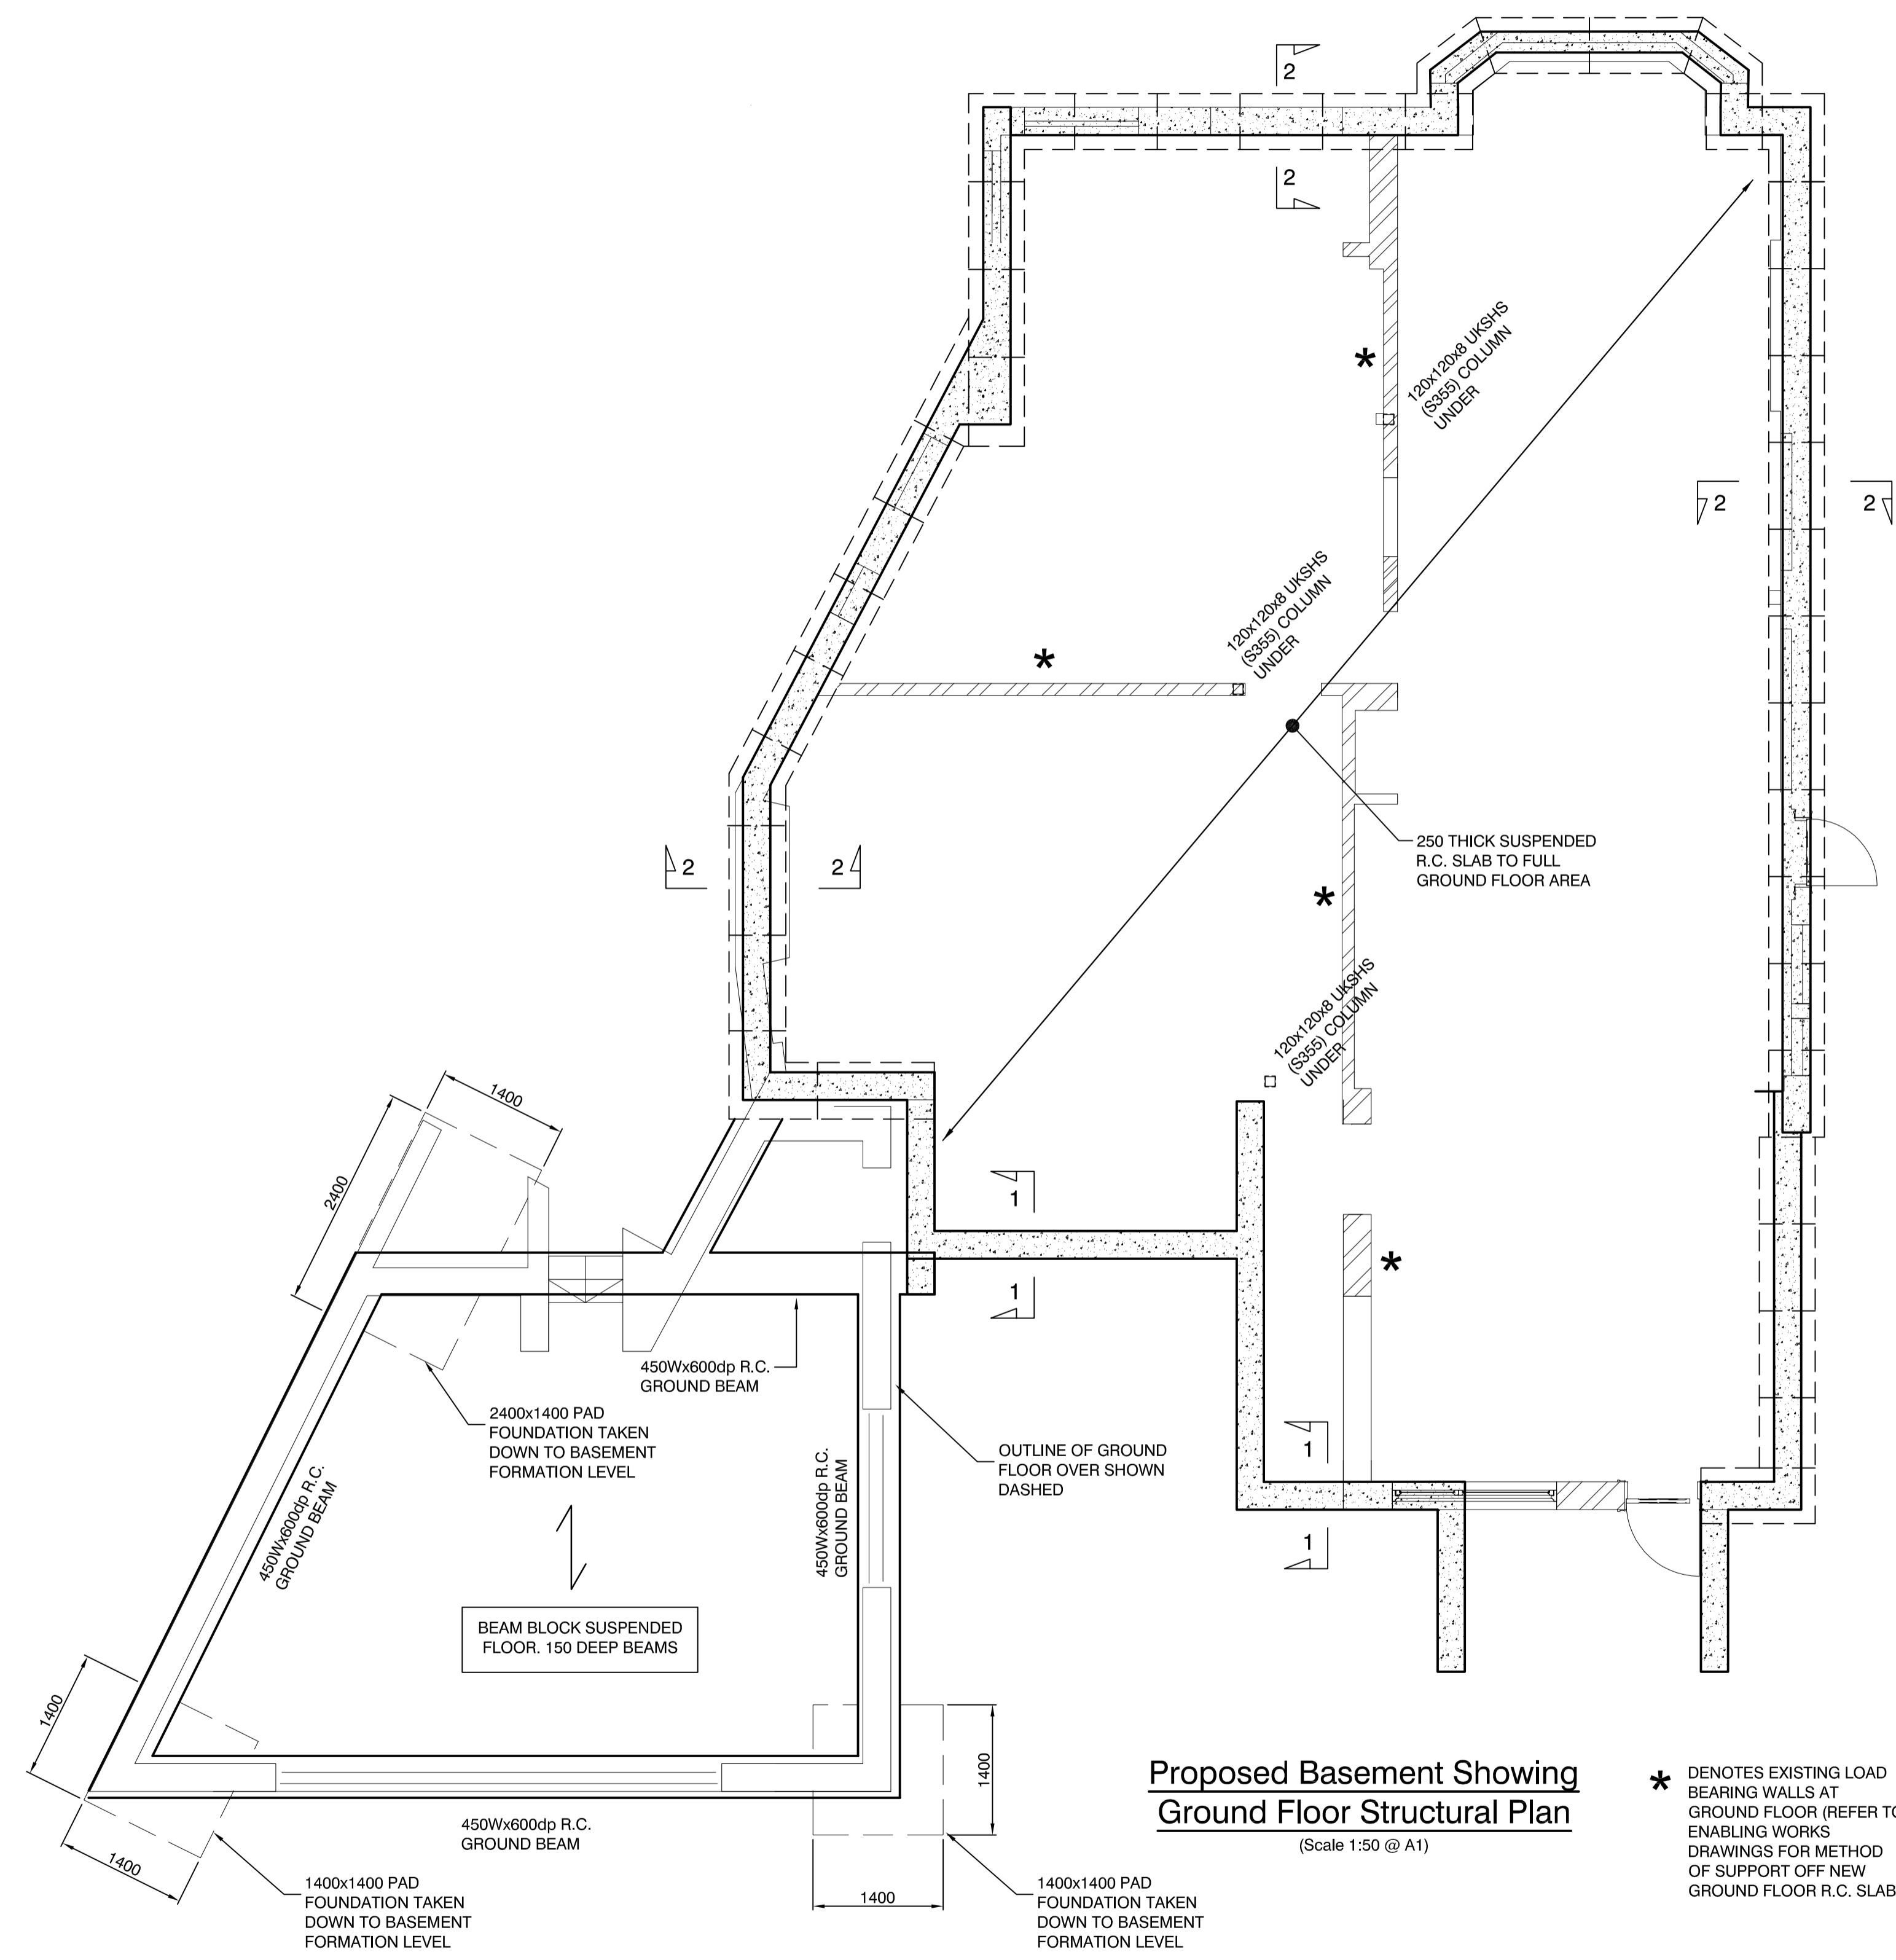 2
2
120x120x8 UKSHS
(S355) COLUMN
UNDER
2
2
120x120x8 UKSHS
(S355) COLUMN
UNDER
250 THICK SUSPENDED
R.C. SLAB TO FULL
GROUND FLOOR AREA
2
2
120x120x8 UKSHS
(S355) COLUMN
UNDER
1400
2400
1
1
450Wx600dp R.C.
GROUND BEAM
2400x1400 PAD
FOUNDATION TAKEN
DOWN TO BASEMENT
FORMATION LEVEL
OUTLINE OF GROUND
FLOOR OVER SHOWN
DASHED
1
1
450Wx600dp R.C.
GROUND BEAM
450Wx600dp R.C.
GROUND BEAM
BEAM BLOCK SUSPENDED
FLOOR. 150 DEEP BEAMS
1400
1400
1400
1400
450Wx600dp R.C.
GROUND BEAM
1400x1400 PAD
FOUNDATION TAKEN
DOWN TO BASEMENT
FORMATION LEVEL
1400x1400 PAD
FOUNDATION TAKEN
DOWN TO BASEMENT
FORMATION LEVEL
Proposed Basement Showing
Ground Floor Structural Plan
(Scale 1:50 @ A1)
* DENOTES EXISTING LOAD
BEARING WALLS AT
GROUND FLOOR (REFER TO
ENABLING WORKS
DRAWINGS FOR METHOD
OF SUPPORT OFF NEW
GROUND FLOOR R.C. SLAB